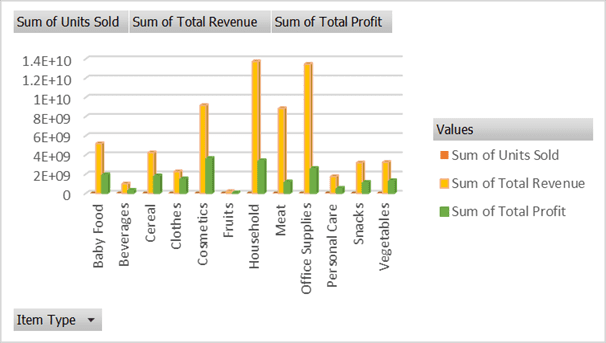 Sum of Units Sold Sum of Total Revenue Sum of Total Profit
1.4E+10
1.2E+10
1E+10
8E+09
6E+09
4E+09
2E+09
0
Baby Food
Beverages
Cereal
Clothes
Cosmetics
Fruits
Household
Meat
Office Supplies
Personal Care
Snacks
Vegetables
Values
Sum of Units Sold
Sum of Total Revenue
Sum of Total Profit
Item Type